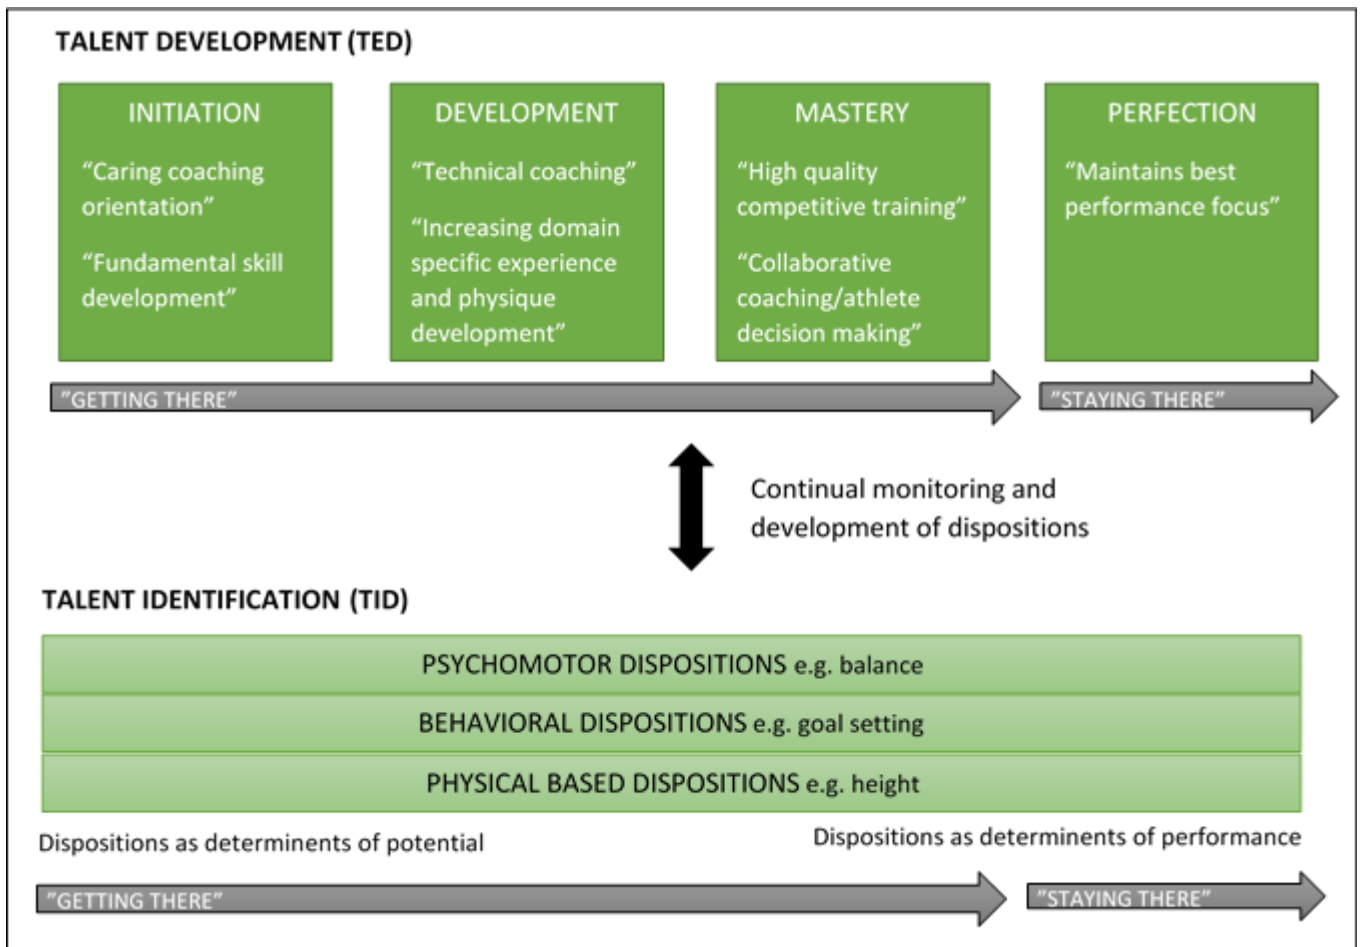 TALENT DEVELOPMENT (TED)
INITIATION
“Caring coaching
orientation”
“Fundamental skill
development”
DEVELOPMENT
“Technical coaching”
“Increasing domain
specific experience
and physique
development”
MASTERY
“High quality
competitive training”
“Collaborative
coaching/athlete
decision making”
PERFECTION
“Maintains best
performance focus”
”GETTING THERE”
”STAYING THERE”
Continual monitoring and
development of dispositions
TALENT IDENTIFICATION (TID)
PSYCHOMOTOR DISPOSITIONS e.g. balance
BEHAVIORAL DISPOSITIONS e.g. goal setting
PHYSICAL BASED DISPOSITIONS e.g. height
Dispositions as determinents of potential
Dispositions as determinents of performance
”GETTING THERE”
”STAYING THERE”